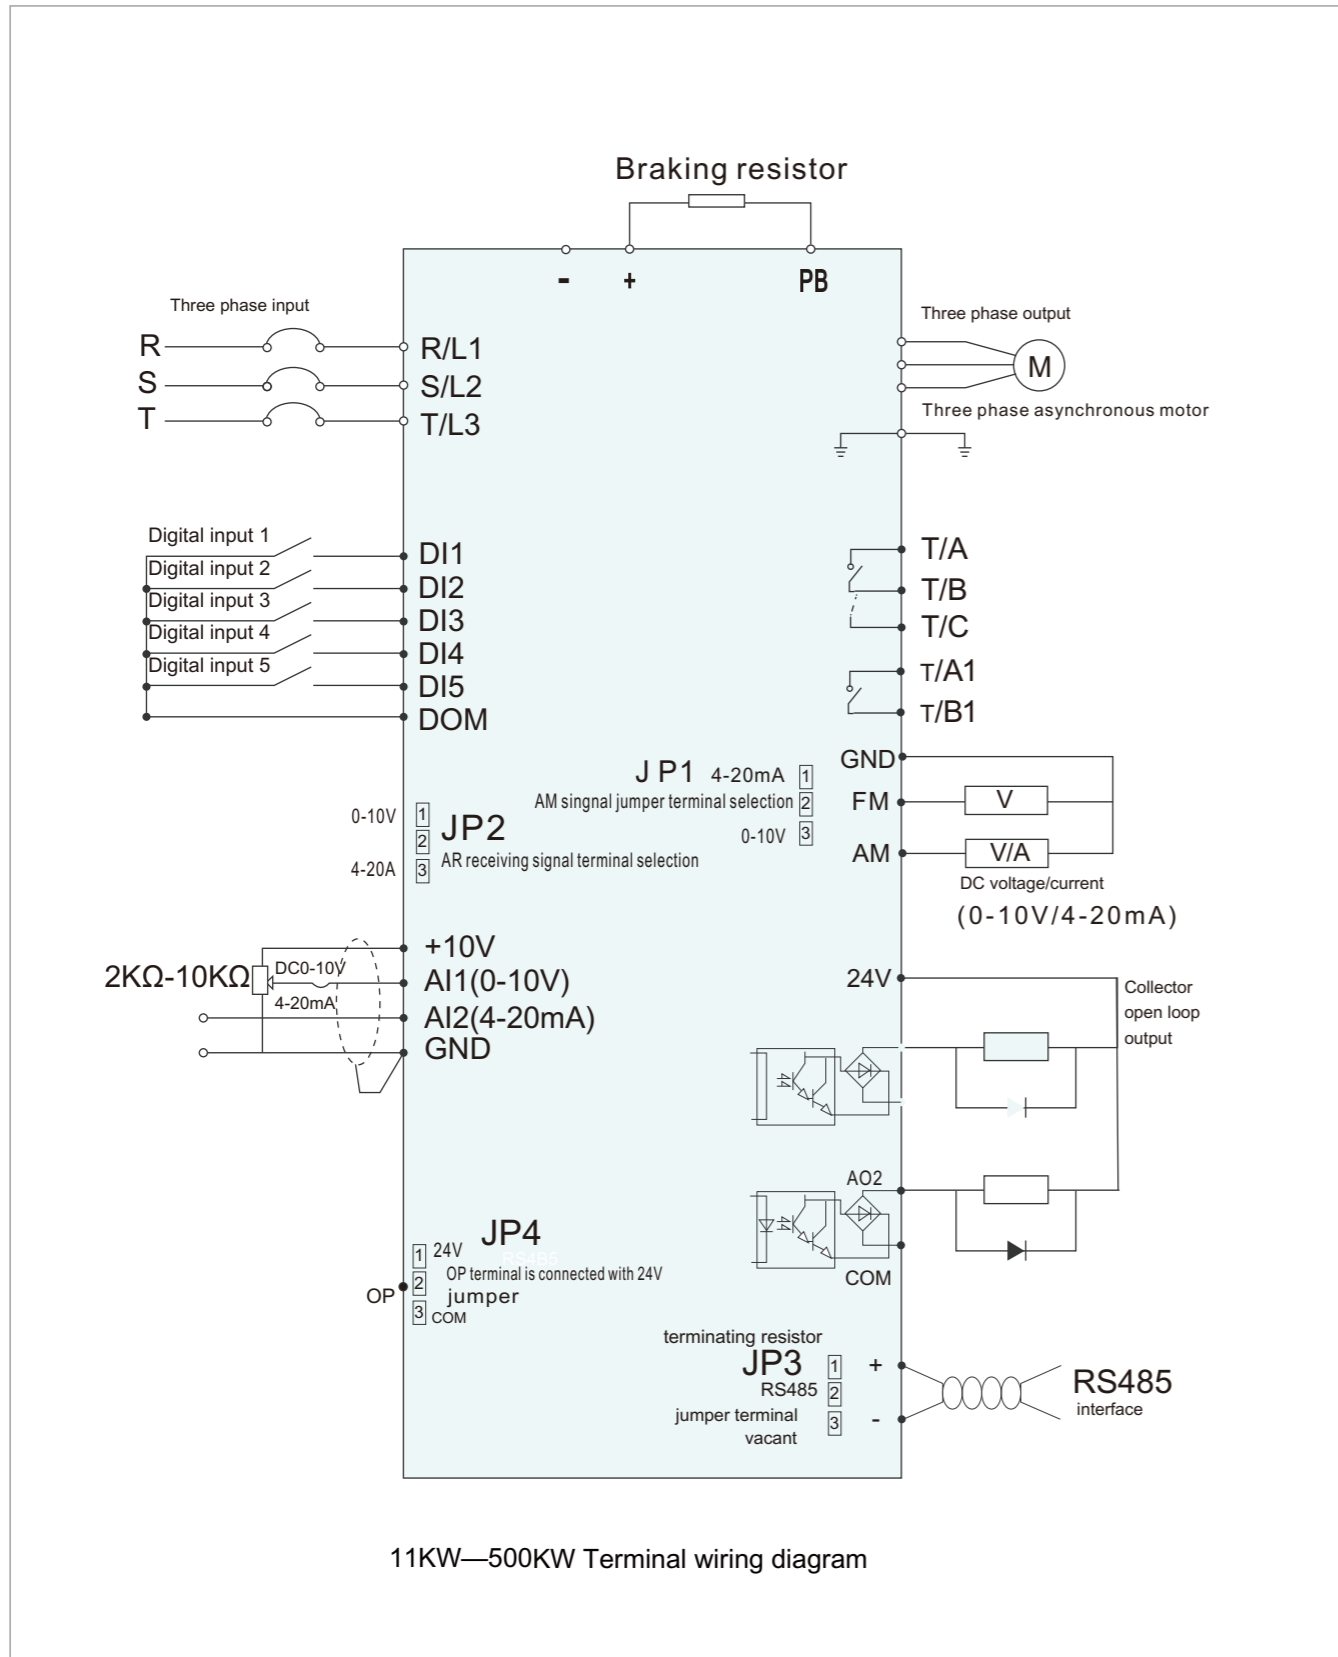 Braking resistor
- + PB
Three phase input
R R/L1
S S/L2
T T/L3
Three phase output
M
Three phase asynchronous motor
Digital input 1 DI1
Digital input 2 DI2
Digital input 3 DI3
Digital input 4 DI4
Digital input 5 DI5
DOM
T/A
T/B
T/C
T/A1
T/B1
J P1 4-20mA 1
AM singnal jumper terminal selection 2
0-10V 3
GND
FM V
AM V/A
DC voltage/current
(0-10V/4-20mA)
0-10V 1
2 JP2
4-20A 3 AR receiving signal terminal selection
+10V
2KΩ-10KΩ DC0-10V AI1(0-10V)
4-20mA AI2(4-20mA)
GND
24V
Collector
open loop
output
AO2
COM
JP4
RS485
1 24V
OP 2 OP terminal is connected with 24V
jumper
3 COM
terminating resistor
JP3 1 +
RS485 2
jumper terminal 3 -
vacant
RS485
interface
11KW—500KW Terminal wiring diagram